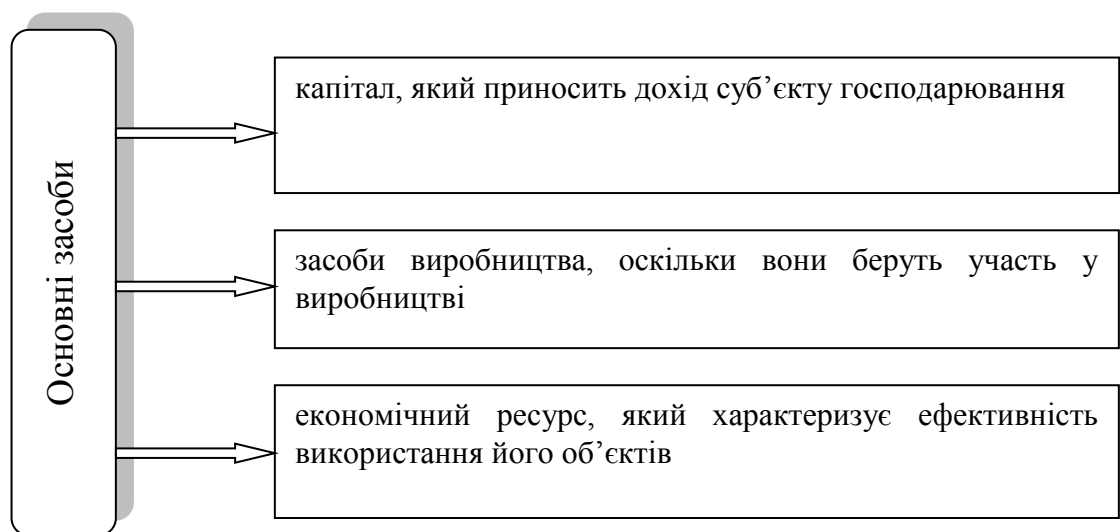 Основні засоби
капітал, який приносить дохід суб’єкту господарювання
засоби виробництва, оскільки вони беруть участь у
виробництві
економічний ресурс, який характеризує ефективність
використання його об’єктів